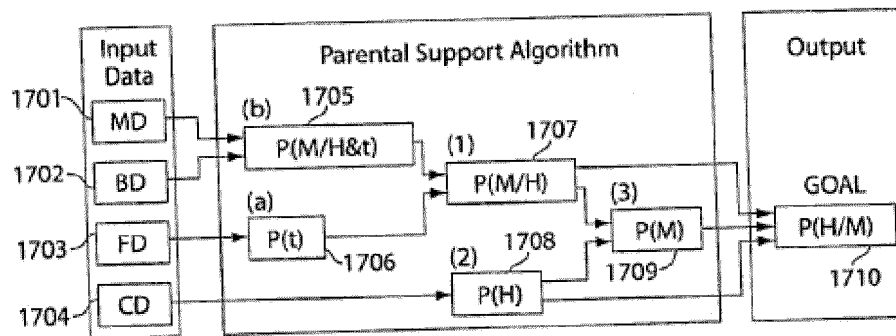 Input
Data
Parental Support Algorithm
Output
1701
MD
(b)
1705
P(M/H&t)
(1)
1707
P(M/H)
1702
BD
(a)
(3)
GOAL
1703
FD
P(t)
1706
P(M)
1709
P(H/M)
1710
(2)
1708
1704
CD
P(H)